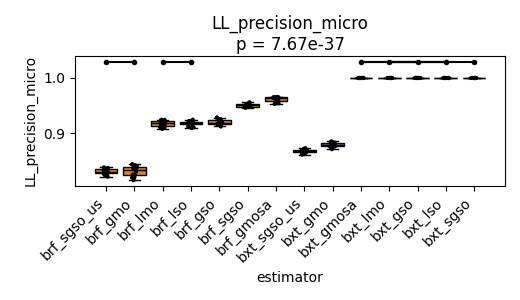 LL_precision_micro
p = 7.67e-37
LL_precision_micro
1.0
0.9
brf_sgso_us
brf_gmo
brf_lmo
brf_lso
brf_gso
brf_sgso
brf_gmosa
bxt_sgso_us
bxt_gmo
bxt_gmosa
bxt_lmo
bxt_gso
bxt_lso
bxt_sgso
estimator